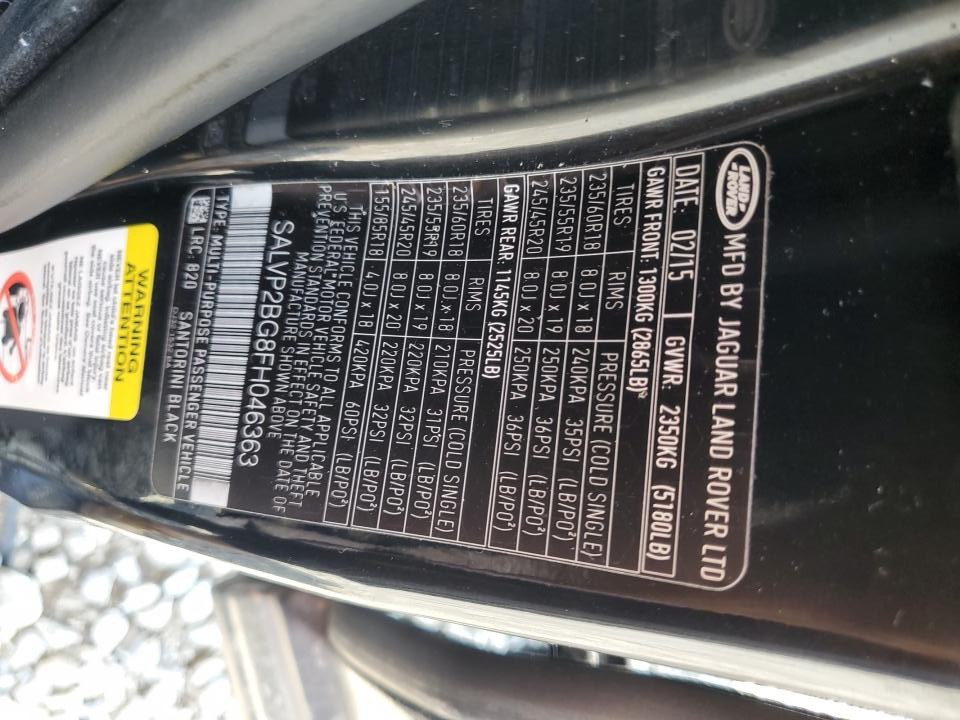 LAND-ROVER MFD BY JAGUAR LAND ROVER LTD
DATE: 02/15 GVWR: 2350KG (5180LB)
GAWR FRONT: 1300KG (2865LB)
TIRES RIMS PRESSURE (COLD SINGLE)
235/60R18 8.0J x 18 240KPA 35PSI (LB/PO²)
235/55R19 8.0J x 19 250KPA 36PSI (LB/PO²)
245/45R20 8.0J x 20 250KPA 36PSI (LB/PO²)
GAWR REAR: 1145KG (2525LB)
TIRES RIMS PRESSURE (COLD SINGLE)
235/60R18 8.0J x 18 210KPA 31PSI (LB/PO²)
235/55R19 8.0J x 19 220KPA 32PSI (LB/PO²)
245/45R20 8.0J x 20 220KPA 32PSI (LB/PO²)
155/85R18 4.0J x 18 420KPA 60PSI (LB/PO²)
THIS VEHICLE CONFORMS TO ALL APPLICABLE
U S FEDERAL MOTOR VEHICLE SAFETY AND THEFT
PREVENTION STANDARDS IN EFFECT ON THE DATE OF
MANUFACTURE SHOWN ABOVE
SALVP2BG8FH046363
TYPE: MULTI-PURPOSE PASSENGER VEHICLE
LRC: 820 SANTORINI BLACK
WARNING
ATTENTION